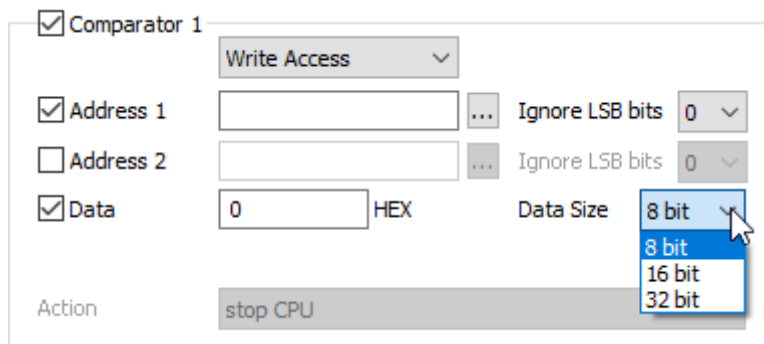 Comparator 1
Write Access
Address 1 ... Ignore LSB bits 0
Address 2 ... Ignore LSB bits 0
Data 0 HEX Data Size 8 bit
8 bit
16 bit
32 bit
Action stop CPU